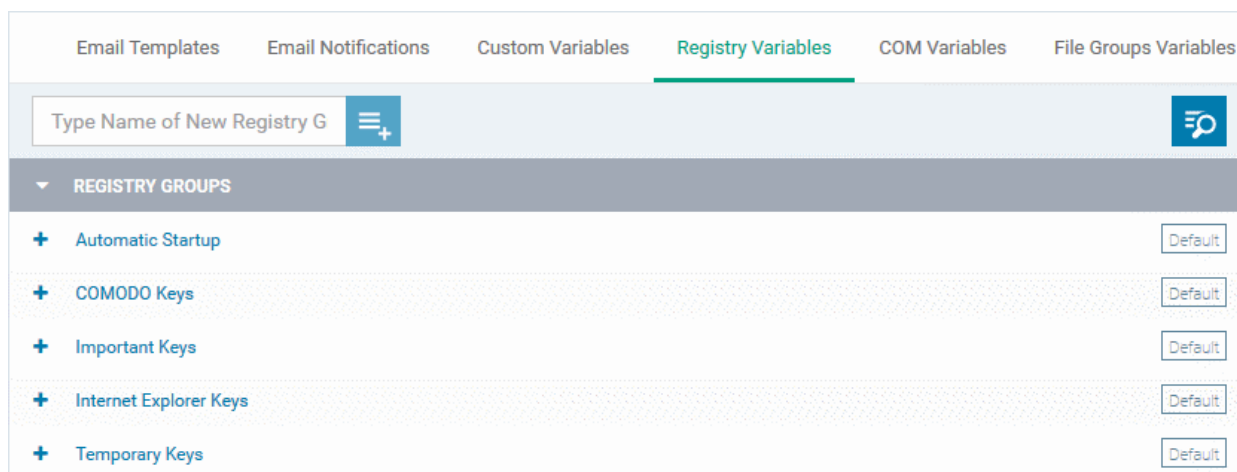 Email Templates Email Notifications Custom Variables Registry Variables COM Variables File Groups Variables
Type Name of New Registry G
REGISTRY GROUPS
Automatic Startup Default
COMODO Keys Default
Important Keys Default
Internet Explorer Keys Default
Temporary Keys Default